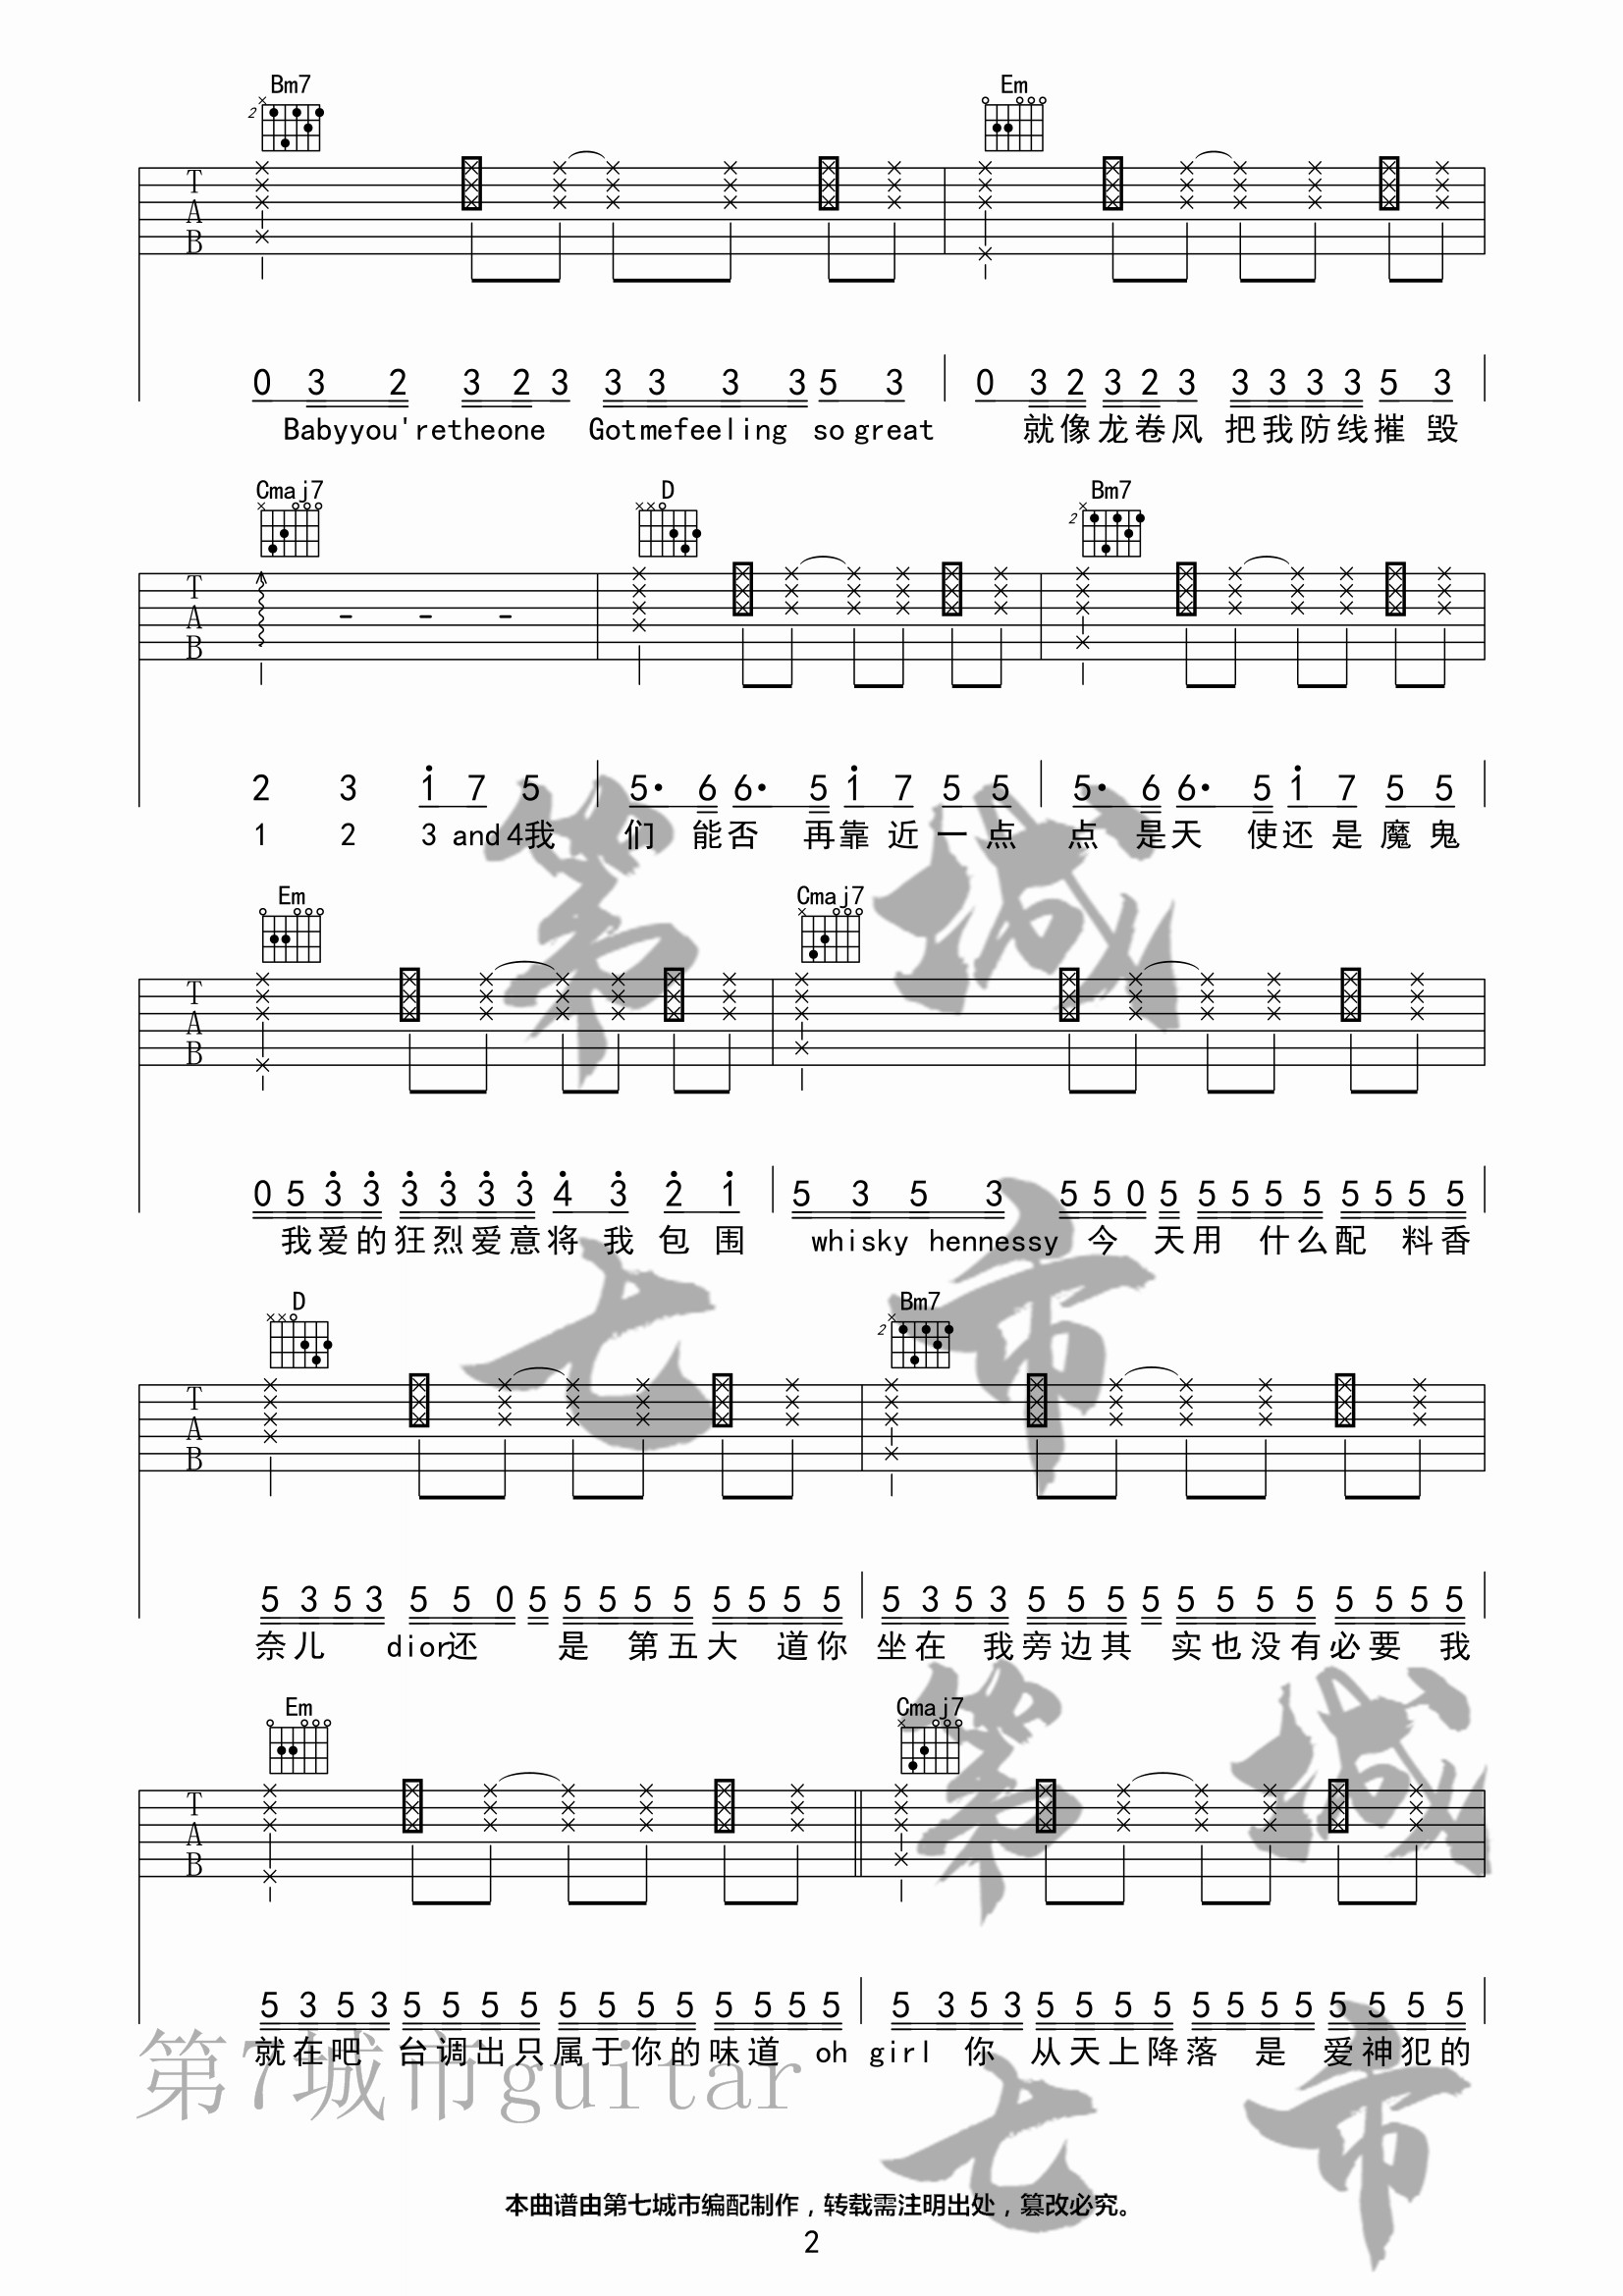 Bm7 Em
T A B
0 3 2 3 2 3 3 3 3 3 5 3 0 3 2 3 2 3 3 3 3 3 5 3
Babyyou'retheone Gotmefeeling so great 就像龙卷风 把我防线摧毁
Cmaj7 D Bm7
T A B
2 3 1 7 5 5· 6 6· 5 1 7 5 5 5· 6 6· 5 1 7 5 5
1 2 3 and 4我 们 能否 再靠近一点 点 是天 使还是魔鬼
Em Cmaj7
T A B
0 5 3 3 3 3 3 3 4 3 2 1 5 3 5 3 5 5 0 5 5 5 5 5 5 5 5 5
我爱的狂烈爱意将我包围 whisky hennessy 今 天用 什么配 料香
D Bm7
T A B
5 3 5 3 5 5 0 5 5 5 5 5 5 5 5 5 5 3 5 3 5 5 5 5 5 5 5 5 5 5 5 5
奈儿 dior还 是 第五大 道你 坐在 我旁边其 实也没有必要 我
Em Cmaj7
T A B
5 3 5 3 5 5 5 5 5 5 5 5 5 5 5 5 5 3 5 3 5 5 5 5 5 5 5 5 5 5 5 5
就在吧 台调出只属于你的味道 oh girl 你 从天上降落 是 爱神犯的
第7城市guitar
第七城市
第七城市
本曲谱由第七城市编配制作，转载需注明出处，篡改必究。
2